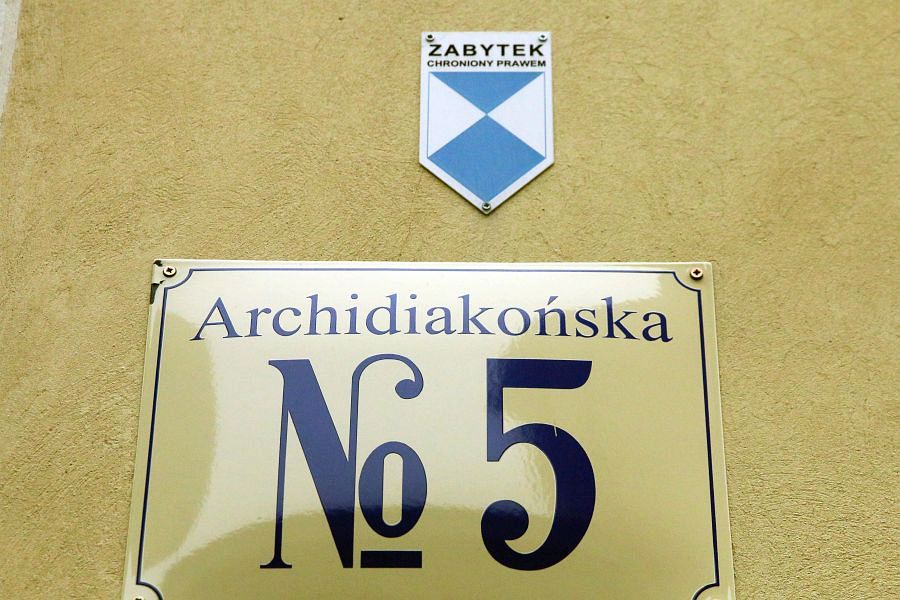 ZABYTEK
CHRONIONY PRAWEM
Archidiakońska
№ 5